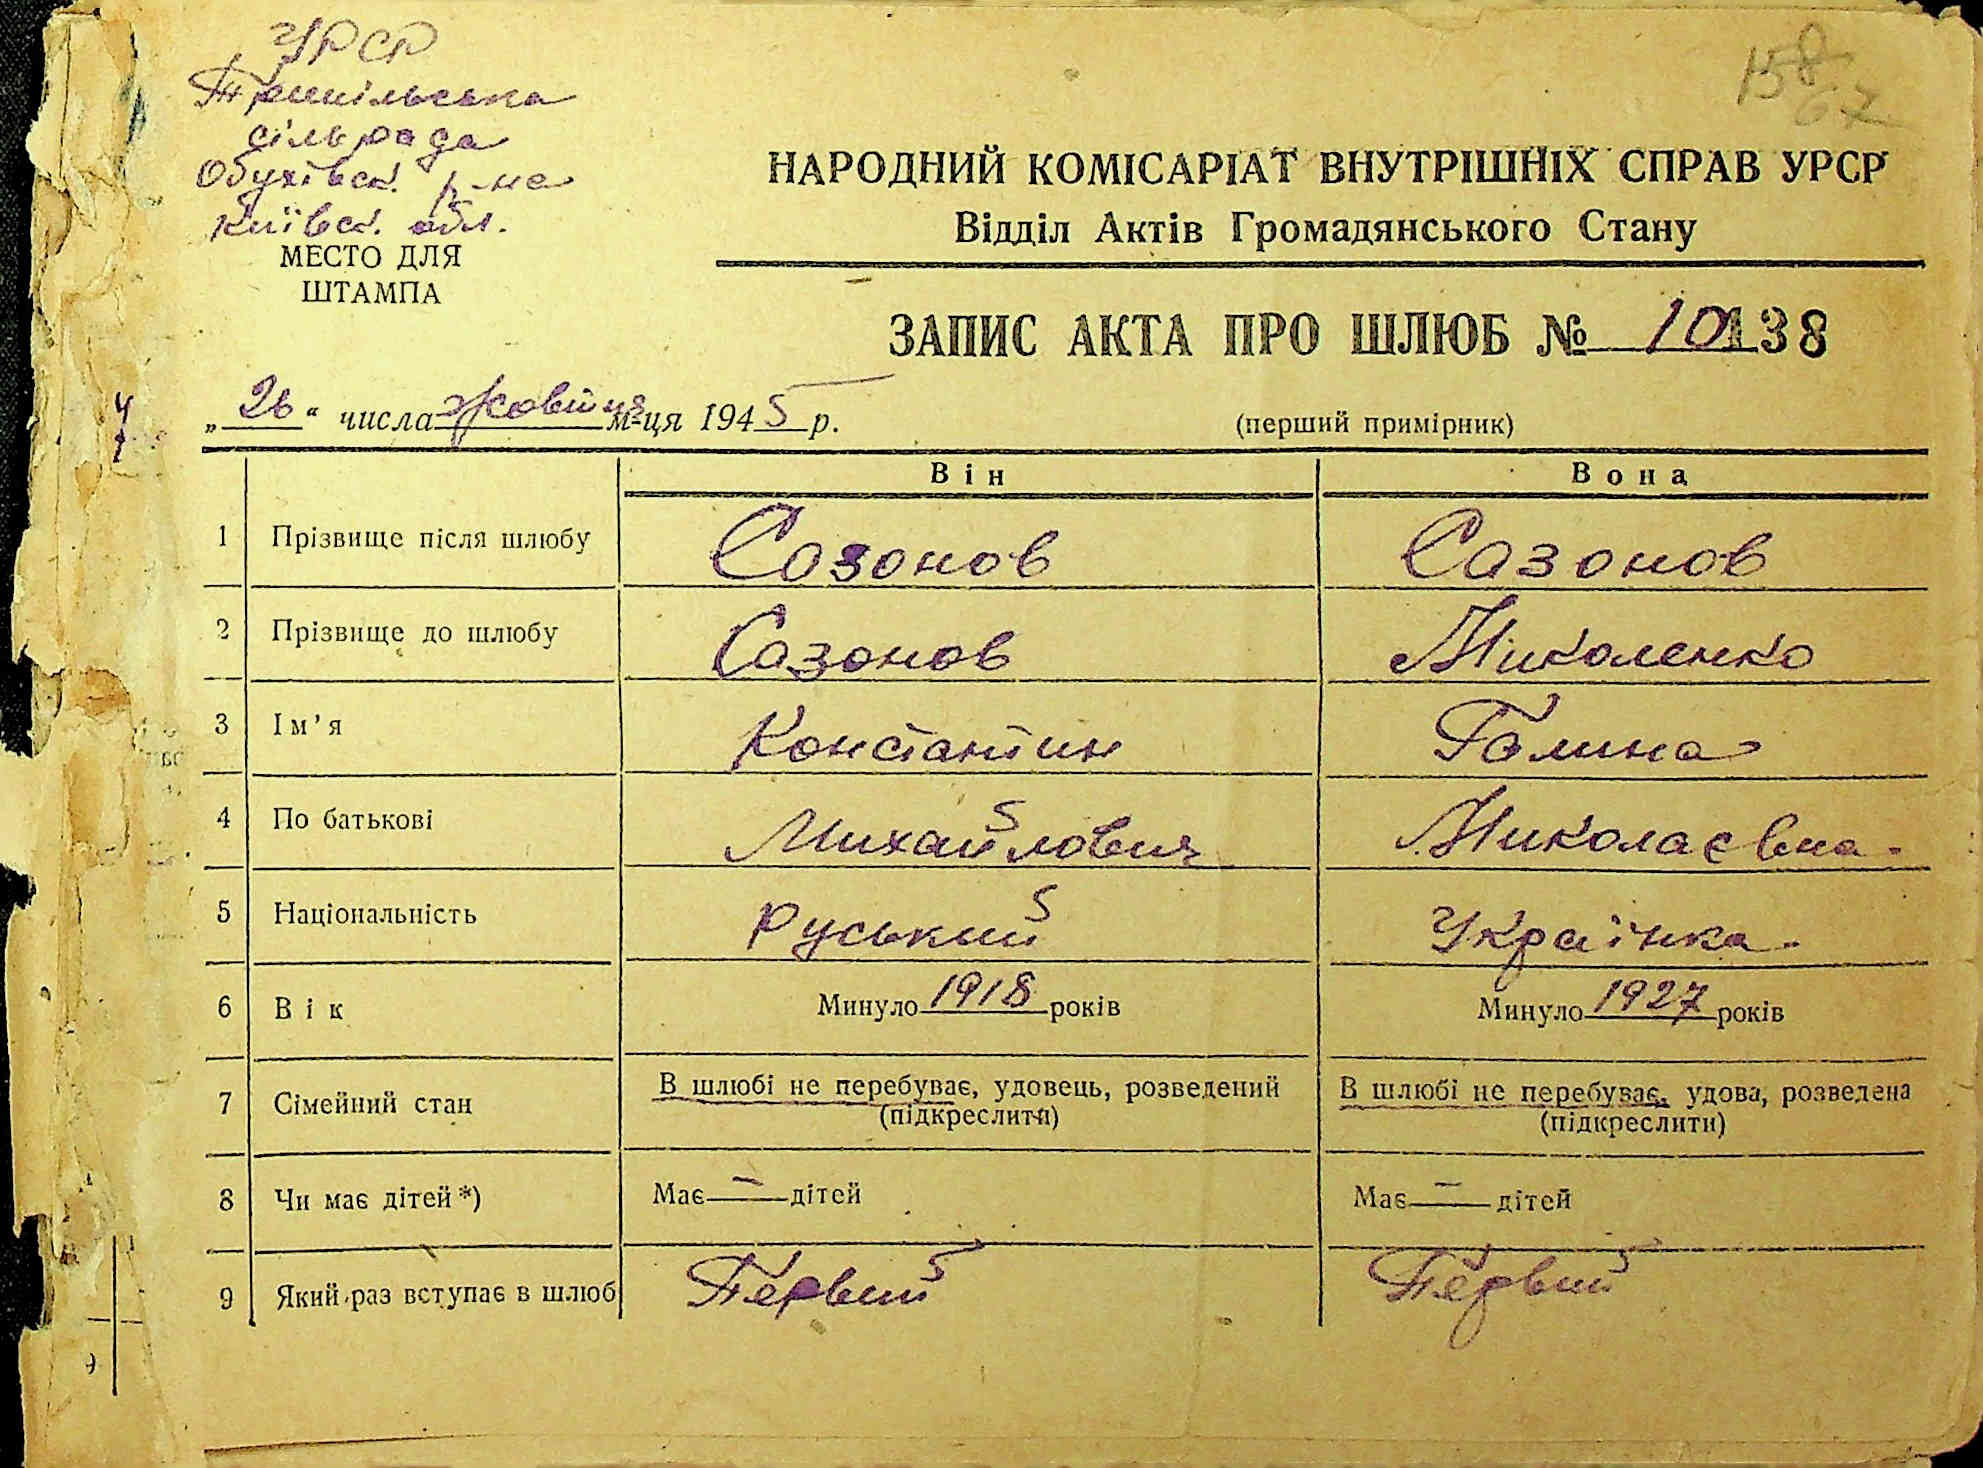 УРСР
Трипільська
сільрада
Обухівськ. р-на
Київськ. обл.
МЕСТО ДЛЯ
ШТАМПА
158
67
НАРОДНИЙ КОМІСАРІАТ ВНУТРІШНІХ СПРАВ УРСР
Відділ Актів Громадянського Стану
ЗАПИС АКТА ПРО ШЛЮБ № 10 138
„26“ числа жовтня м-ця 1945 р.
(перший примірник)
Він Вона
1 Прізвище після шлюбу Сазонов Сазонов
2 Прізвище до шлюбу Сазонов Миколенко
3 Ім'я Константин Галина
4 По батькові Михайлович Николаєвна.
5 Національність Руський Українка.
6 Вік Минуло 1918 років Минуло 1927 років
7 Сімейний стан В шлюбі не перебуває, удовець, розведений В шлюбі не перебуває, удова, розведена
(підкреслити) (підкреслити)
8 Чи має дітей *) Має — дітей Має — дітей
9 Який раз вступає в шлюб Первий Первий